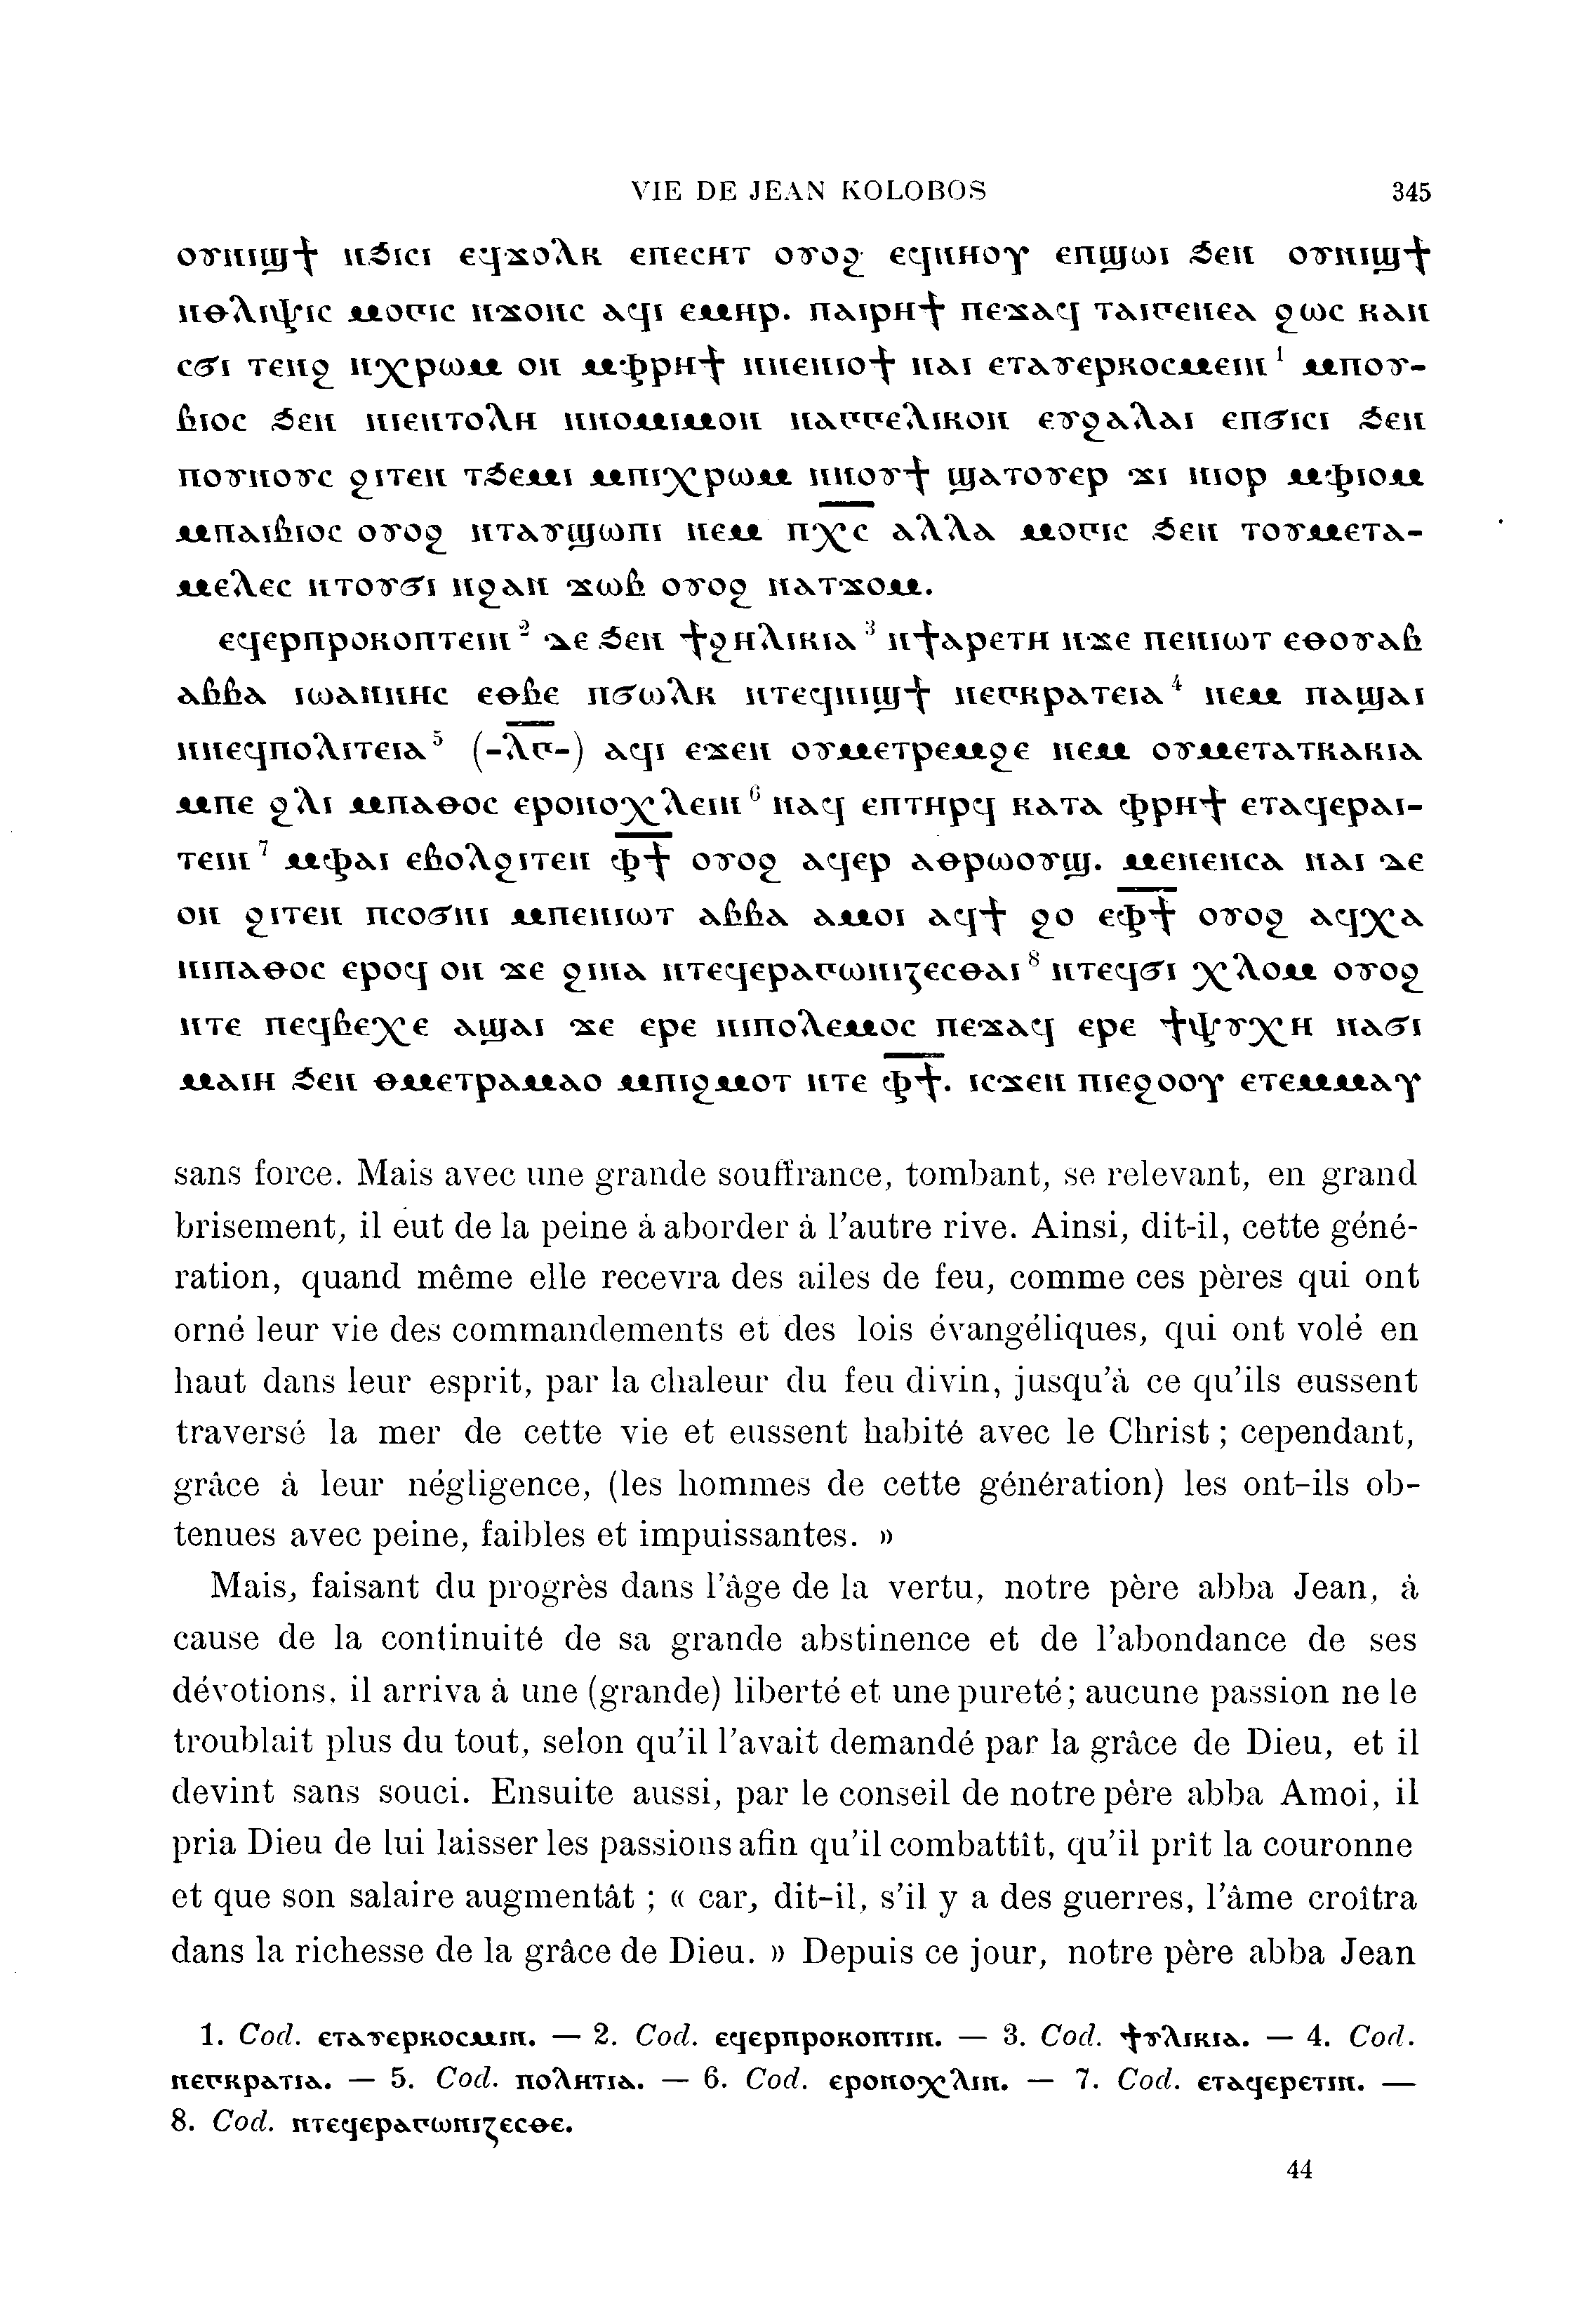 VIE DE JEAN KOLOBOS 345
ⲟⲩⲛⲓϣϯ ⲛϧⲓⲥⲓ ⲉϥϫⲟⲗⲕ ⲉⲡⲉⲥⲏⲧ ⲟⲩⲟϩ ⲉϥⲛⲏⲟⲩ ⲉⲡϣⲱⲓ ϧⲉⲛ ⲟⲩⲛⲓϣϯ
ⲛⲑⲗⲓⲯⲓⲥ ⲙⲟⲅⲓⲥ ⲛϫⲟⲛⲥ ⲁϥⲓ ⲉⲙⲏⲣ. ⲡⲁⲓⲣⲏϯ ⲡⲉϫⲁϥ ⲧⲁⲓⲅⲉⲛⲉⲁ ϩⲱⲥ ⲕⲁⲛ
ⲥϭⲓ ⲧⲉⲛϩ ⲛⲭⲣⲱⲙ ⲟⲛ ⲙⲫⲣⲏϯ ⲛⲛⲉⲛⲓⲟϯ ⲛⲁⲓ ⲉⲧⲁⲩⲉⲣⲕⲟⲥⲙⲉⲓⲛ ¹ ⲙⲡⲟⲩ-
ⲃⲓⲟⲥ ϧⲉⲛ ⲛⲓⲉⲛⲧⲟⲗⲏ ⲛⲛⲟⲙⲓⲙⲟⲛ ⲛⲁⲅⲅⲉⲗⲓⲕⲟⲛ ⲉⲩϩⲁⲗⲁⲓ ⲉⲡϭⲓⲥⲓ ϧⲉⲛ
ⲡⲟⲩⲛⲟⲩⲥ ϩⲓⲧⲉⲛ ⲧϧⲉⲙⲓ ⲙⲡⲓⲭⲣⲱⲙ ⲛⲛⲟⲩϯ ϣⲁⲧⲟⲩⲉⲣ ϫⲓ ⲛⲓⲟⲣ ⲙⲫⲓⲟⲙ
ⲙⲡⲁⲓⲃⲓⲟⲥ ⲟⲩⲟϩ ⲛⲧⲁⲩϣⲱⲡⲓ ⲛⲉⲙ ⲡⲭ̅ⲥ̅ ⲁⲗⲗⲁ ⲙⲟⲅⲓⲥ ϧⲉⲛ ⲧⲟⲩⲙⲉⲧⲁ-
ⲙⲉⲗⲉⲥ ⲛⲧⲟⲩϭⲓ ⲛϩⲁⲛ ϫⲱⲃ ⲟⲩⲟϩ ⲛⲁⲧϫⲟⲙ.
ⲉϥⲉⲣⲡⲣⲟⲕⲟⲡⲧⲉⲓⲛ ² ⲇⲉ ϧⲉⲛ ϯϩⲏⲗⲓⲕⲓⲁ ³ ⲛϯⲁⲣⲉⲧⲏ ⲛϫⲉ ⲡⲉⲛⲓⲱⲧ ⲉⲑⲟⲩⲁⲃ
ⲁⲃⲃⲁ ⲓⲱⲁⲛⲛⲏⲥ ⲉⲑⲃⲉ ⲡϭⲱⲗⲕ ⲛⲧⲉϥⲛⲓϣϯ ⲛⲉⲅⲕⲣⲁⲧⲉⲓⲁ ⁴ ⲛⲉⲙ ⲡⲁϣⲁⲓ
ⲛⲛⲉϥⲡⲟⲗⲓⲧⲉⲓⲁ ⁵ (-ⲗ̅ⲅ̅-) ⲁϥⲓ ⲉϫⲉⲛ ⲟⲩⲙⲉⲧⲣⲉⲙϩⲉ ⲛⲉⲙ ⲟⲩⲙⲉⲧⲁⲧⲕⲁⲕⲓⲁ
ⲙⲡⲉ ϩⲗⲓ ⲙⲡⲁⲑⲟⲥ ⲉⲣⲟⲛⲟⲭⲗⲉⲓⲛ ⁶ ⲛⲁϥ ⲉⲡⲧⲏⲣϥ ⲕⲁⲧⲁ ⲫⲣⲏϯ ⲉⲧⲁϥⲉⲣⲁⲓ-
ⲧⲉⲓⲛ ⁷ ⲙⲫⲁⲓ ⲉⲃⲟⲗϩⲓⲧⲉⲛ ⲫ̅ϯ̅ ⲟⲩⲟϩ ⲁϥⲉⲣ ⲁⲑⲣⲱⲟⲩϣ. ⲙⲉⲛⲉⲛⲥⲁ ⲛⲁⲓ ⲇⲉ
ⲟⲛ ϩⲓⲧⲉⲛ ⲡⲥⲟϭⲛⲓ ⲙⲡⲉⲛⲓⲱⲧ ⲁⲃⲃⲁ ⲁⲙⲟⲓ ⲁϥϯ ϩⲟ ⲉⲫ̅ϯ̅ ⲟⲩⲟϩ ⲁϥⲭⲁ
ⲛⲓⲡⲁⲑⲟⲥ ⲉⲣⲟϥ ⲟⲛ ϫⲉ ϩⲓⲛⲁ ⲛⲧⲉϥⲉⲣⲁⲅⲱⲛⲓⲍⲉⲥⲑⲁⲓ ⁸ ⲛⲧⲉϥϭⲓ ⲭⲗⲟⲙ ⲟⲩⲟϩ
ⲛⲧⲉ ⲡⲉϥⲃⲉⲭⲉ ⲁϣⲁⲓ ϫⲉ ⲉⲣⲉ ⲛⲓⲡⲟⲗⲉⲙⲟⲥ ⲡⲉϫⲁϥ ⲉⲣⲉ ϯⲯⲩⲭⲏ ⲛⲁϭⲓ
ⲙⲁⲓⲏ ϧⲉⲛ ⲑⲙⲉⲧⲣⲁⲙⲁⲟ ⲙⲡⲓϩⲙⲟⲧ ⲛⲧⲉ ⲫ̅ϯ̅. ⲓⲥϫⲉⲛ ⲡⲓⲉϩⲟⲟⲩ ⲉⲧⲉⲙⲙⲁⲩ
sans force. Mais avec une grande souffrance, tombant, se relevant, en grand
brisement, il eut de la peine à aborder à l'autre rive. Ainsi, dit-il, cette géné-
ration, quand même elle recevra des ailes de feu, comme ces pères qui ont
orné leur vie des commandements et des lois évangéliques, qui ont volé en
haut dans leur esprit, par la chaleur du feu divin, jusqu'à ce qu'ils eussent
traversé la mer de cette vie et eussent habité avec le Christ ; cependant,
grâce à leur négligence, (les hommes de cette génération) les ont-ils ob-
tenues avec peine, faibles et impuissantes. »
Mais, faisant du progrès dans l'âge de la vertu, notre père abba Jean, à
cause de la continuité de sa grande abstinence et de l'abondance de ses
dévotions, il arriva à une (grande) liberté et une pureté; aucune passion ne le
troublait plus du tout, selon qu'il l'avait demandé par la grâce de Dieu, et il
devint sans souci. Ensuite aussi, par le conseil de notre père abba Amoi, il
pria Dieu de lui laisser les passions afin qu'il combattît, qu'il prît la couronne
et que son salaire augmentât ; « car, dit-il, s'il y a des guerres, l'âme croîtra
dans la richesse de la grâce de Dieu. » Depuis ce jour, notre père abba Jean
1. Cod. ⲉⲧⲁⲩⲉⲣⲕⲟⲥⲙⲓⲛ. — 2. Cod. ⲉϥⲉⲣⲡⲣⲟⲕⲟⲡⲧⲓⲛ. — 3. Cod. ϯⲩⲗⲓⲕⲓⲁ. — 4. Cod.
ⲛⲉⲅⲕⲣⲁⲧⲓⲁ. — 5. Cod. ⲡⲟⲗⲏⲧⲓⲁ. — 6. Cod. ⲉⲣⲟⲛⲟⲭⲗⲓⲛ. — 7. Cod. ⲉⲧⲁϥⲉⲣⲉⲧⲓⲛ. —
8. Cod. ⲛⲧⲉϥⲉⲣⲁⲅⲱⲛⲓⲍⲉⲥⲑⲉ.
44